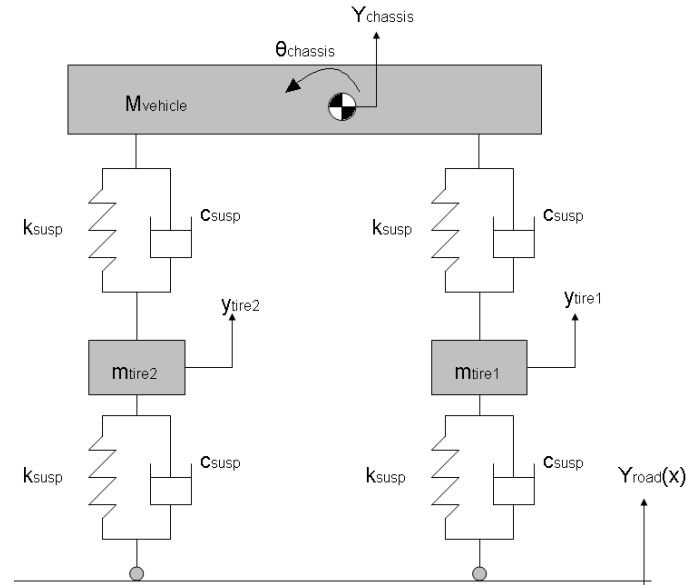 Ychassis
θchassis
Mvehicle
ksusp
csusp
ksusp
csusp
ytire2
ytire1
mtire2
mtire1
ksusp
csusp
ksusp
csusp
Yroad(x)